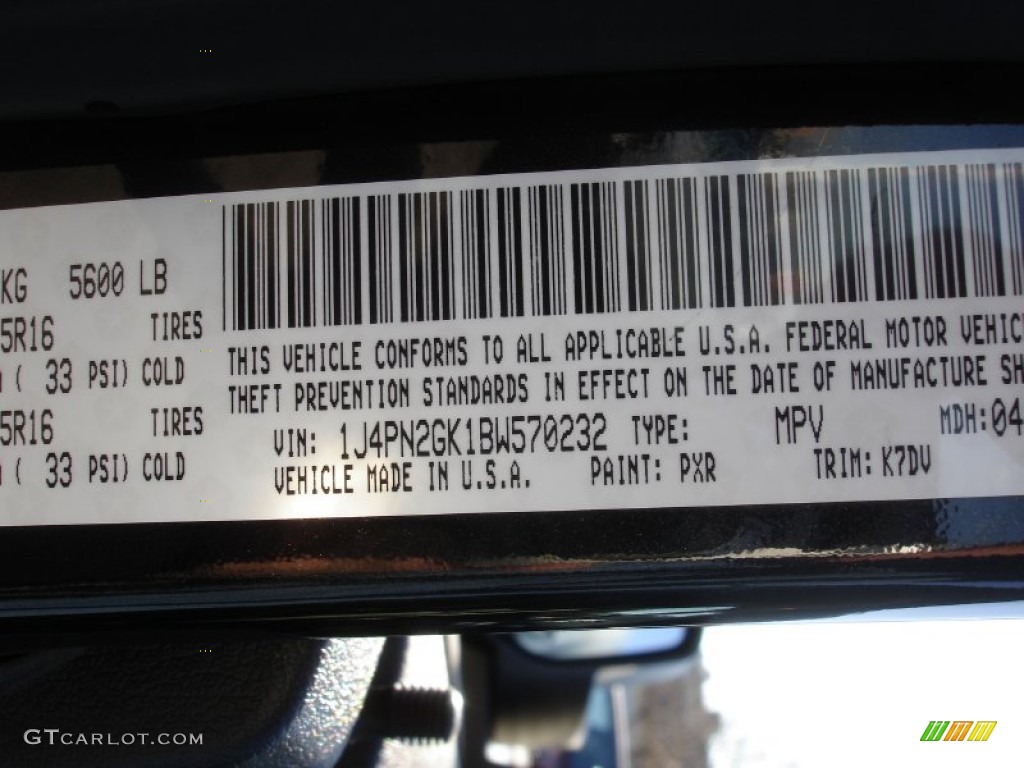 KG 5600 LB
5R16 TIRES
( 33 PSI) COLD
5R16 TIRES
( 33 PSI) COLD
THIS VEHICLE CONFORMS TO ALL APPLICABLE U.S.A. FEDERAL MOTOR VEHIC
THEFT PREVENTION STANDARDS IN EFFECT ON THE DATE OF MANUFACTURE SH
VIN: 1J4PN2GK1BW570232 TYPE: MPV MDH:04
VEHICLE MADE IN U.S.A. PAINT: PXR TRIM: K7DV
GTCARLOT.COM